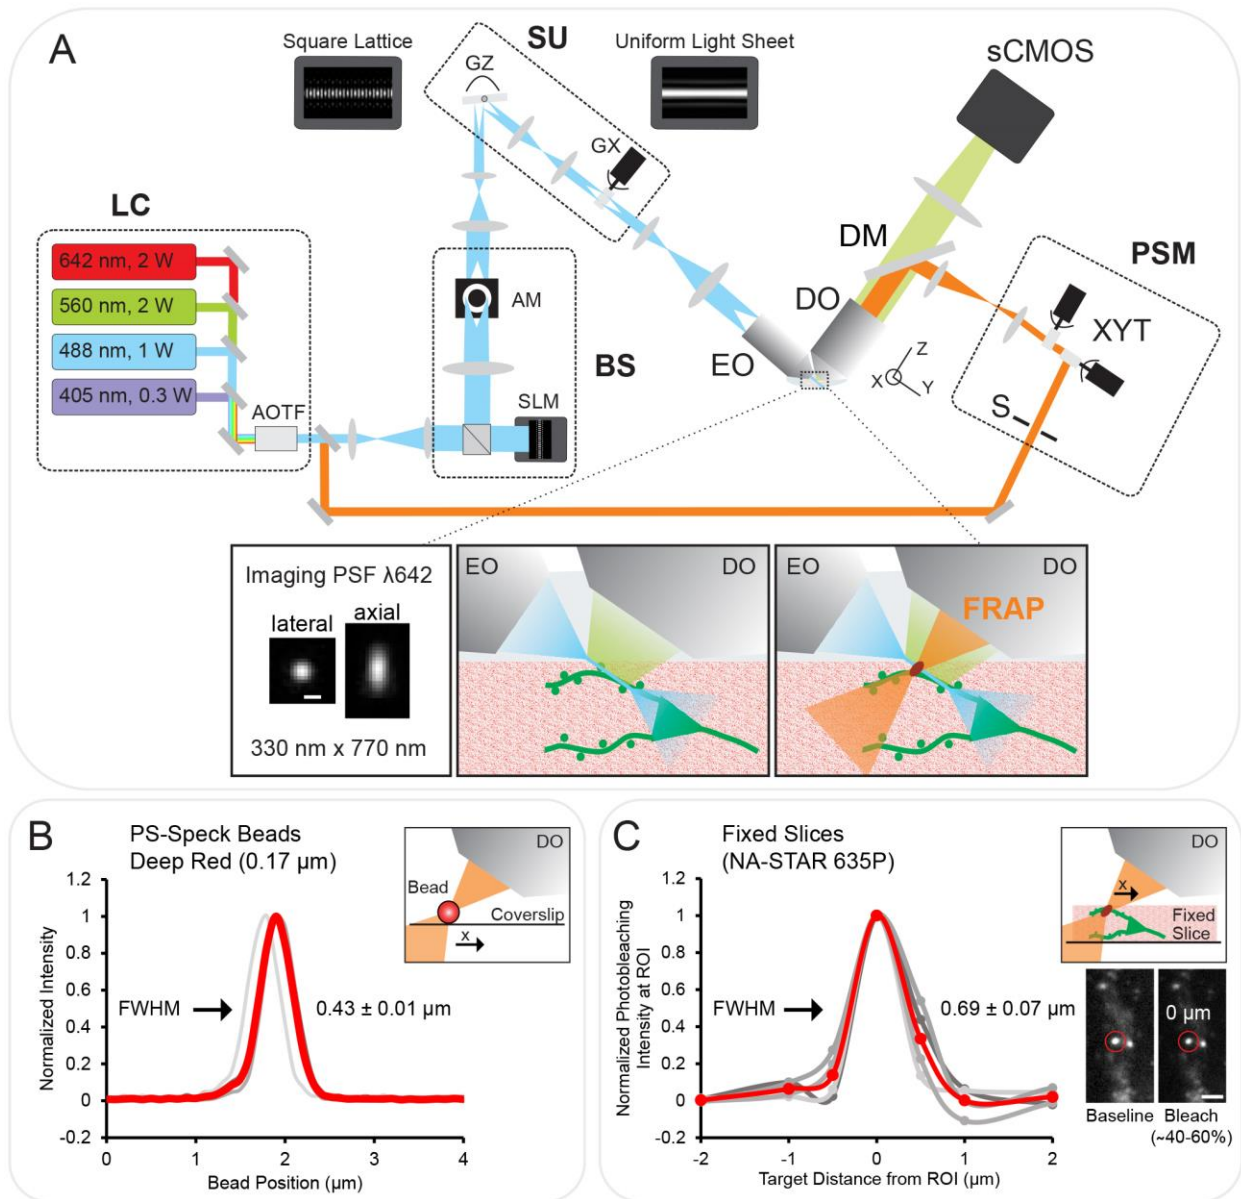 A
Square Lattice
SU
Uniform Light Sheet
sCMOS
GZ
GX
LC
642 nm, 2 W
560 nm, 2 W
488 nm, 1 W
405 nm, 0.3 W
AOTF
AM
BS
SLM
DM
DO
EO
PSM
XYT
Z
X
Y
S
Imaging PSF λ642
lateral
axial
330 nm x 770 nm
EO
DO
EO
DO
FRAP
B
PS-Speck Beads
Deep Red (0.17 µm)
DO
Bead
Coverslip
x
Normalized Intensity
1.2
1
0.8
0.6
0.4
0.2
0
-0.2
FWHM
0.43 ± 0.01 µm
0
1
2
3
4
Bead Position (µm)
C
Fixed Slices
(NA-STAR 635P)
DO
x
Fixed
Slice
Normalized Photobleaching
Intensity at ROI
1.2
1
0.8
0.6
0.4
0.2
0
-0.2
FWHM
0.69 ± 0.07 µm
-2
-1
0
1
2
Target Distance from ROI (µm)
0 µm
Baseline
Bleach
(~40-60%)